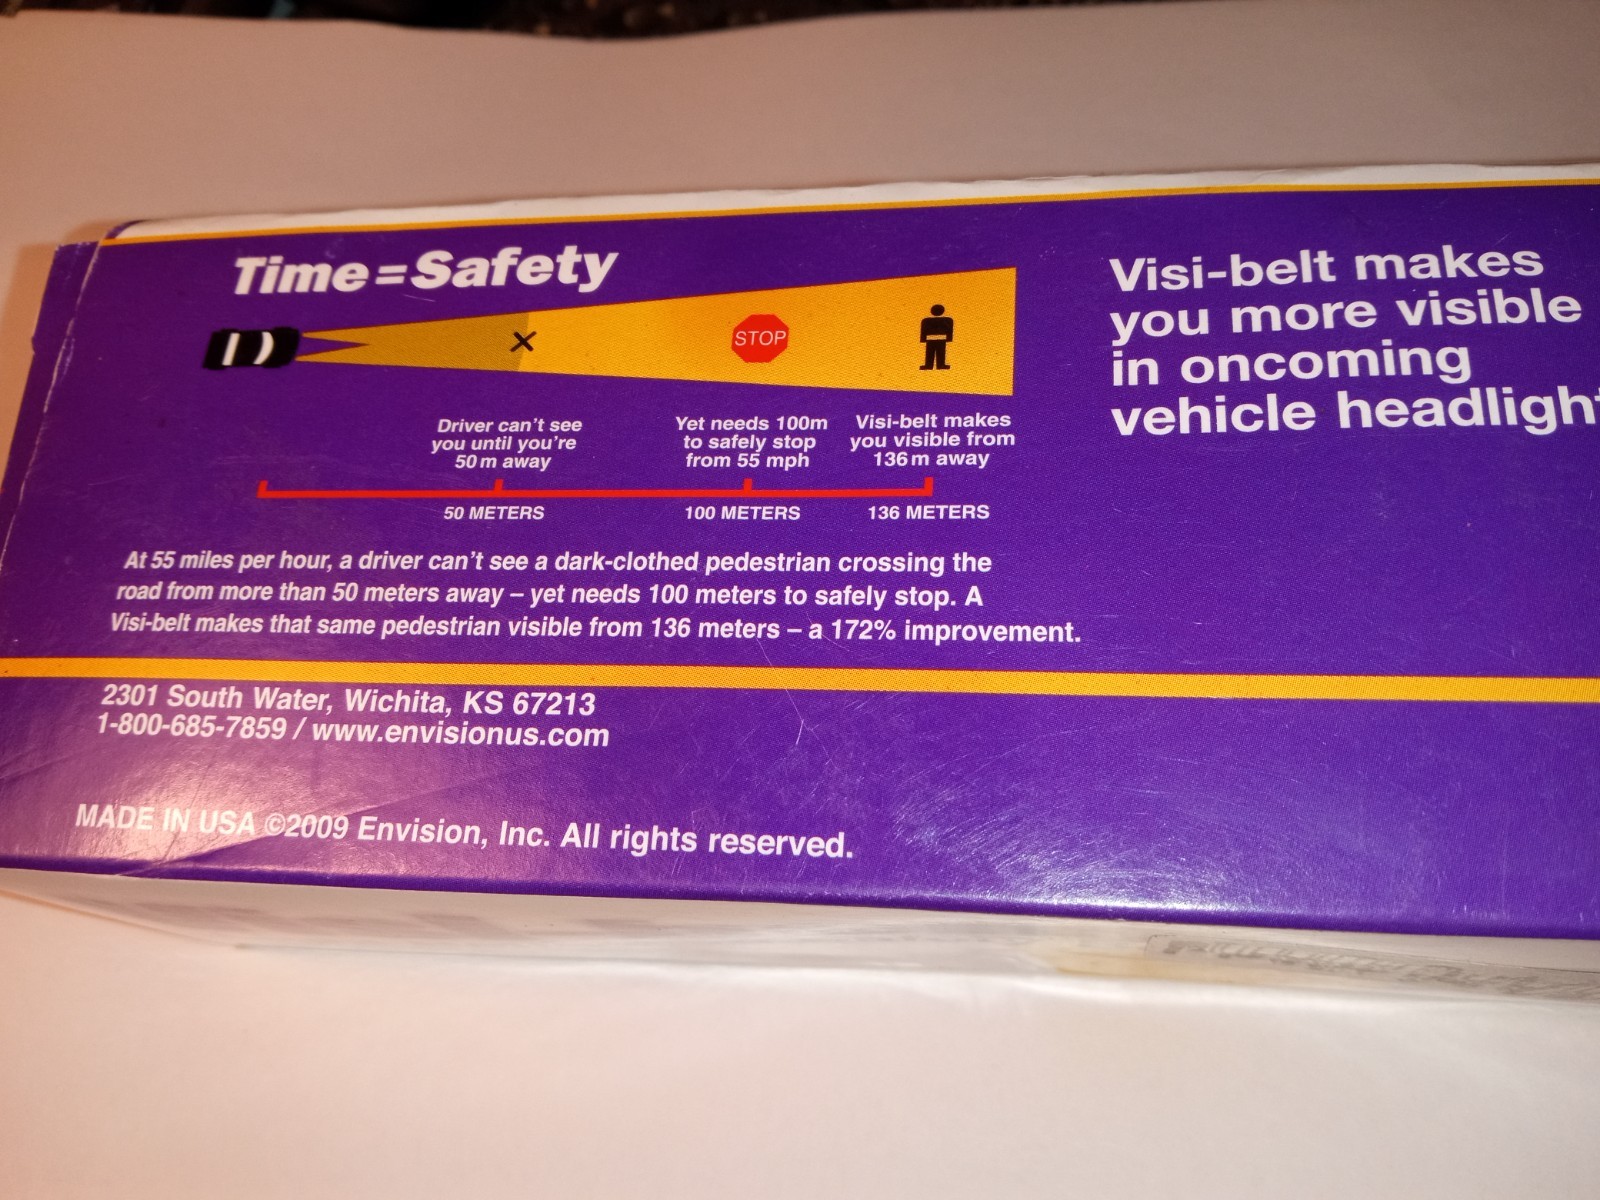 Time=Safety
STOP
Driver can't see
you until you're
50 m away
Yet needs 100m
to safely stop
from 55 mph
Visi-belt makes
you visible from
136 m away
50 METERS
100 METERS
136 METERS
At 55 miles per hour, a driver can't see a dark-clothed pedestrian crossing the
road from more than 50 meters away – yet needs 100 meters to safely stop. A
Visi-belt makes that same pedestrian visible from 136 meters – a 172% improvement.
Visi-belt makes
you more visible
in oncoming
vehicle
2301 South Water, Wichita, KS 67213
1-800-685-7859 / www.envisionus.com
MADE IN USA ©2009 Envision, Inc. All rights reserved.